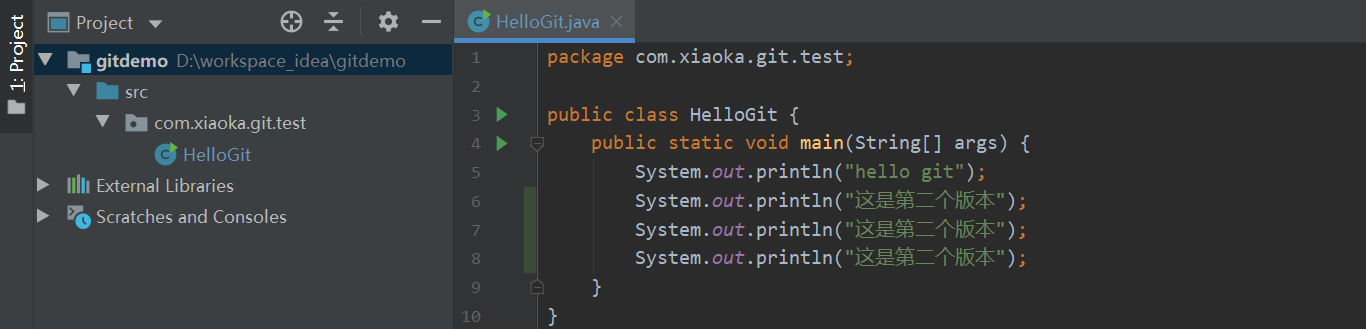 1: Project
Project
gitdemo D:\workspace_idea\gitdemo
src
com.xiaoka.git.test
HelloGit
External Libraries
Scratches and Consoles
HelloGit.java
1 package com.xiaoka.git.test;
2
3 public class HelloGit {
4 public static void main(String[] args) {
5 System.out.println("hello git");
6 System.out.println("这是第二个版本");
7 System.out.println("这是第二个版本");
8 System.out.println("这是第二个版本");
9 }
10 }